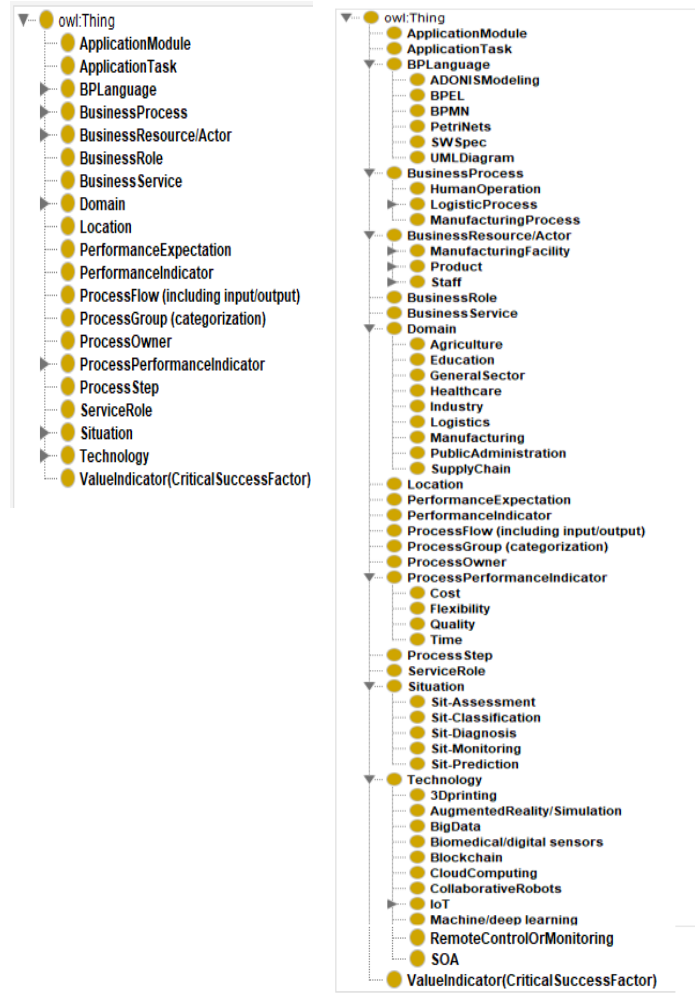 owl:Thing
ApplicationModule
ApplicationTask
BPLanguage
BusinessProcess
BusinessResource/Actor
BusinessRole
BusinessService
Domain
Location
PerformanceExpectation
PerformanceIndicator
ProcessFlow (including input/output)
ProcessGroup (categorization)
ProcessOwner
ProcessPerformanceIndicator
ProcessStep
ServiceRole
Situation
Technology
ValueIndicator(CriticalSuccessFactor)
owl:Thing
ApplicationModule
ApplicationTask
BPLanguage
ADONISModeling
BPEL
BPMN
PetriNets
SWSpec
UMLDiagram
BusinessProcess
HumanOperation
LogisticProcess
ManufacturingProcess
BusinessResource/Actor
ManufacturingFacility
Product
Staff
BusinessRole
BusinessService
Domain
Agriculture
Education
GeneralSector
Healthcare
Industry
Logistics
Manufacturing
PublicAdministration
SupplyChain
Location
PerformanceExpectation
PerformanceIndicator
ProcessFlow (including input/output)
ProcessGroup (categorization)
ProcessOwner
ProcessPerformanceIndicator
Cost
Flexibility
Quality
Time
ProcessStep
ServiceRole
Situation
Sit-Assessment
Sit-Classification
Sit-Diagnosis
Sit-Monitoring
Sit-Prediction
Technology
3Dprinting
AugmentedReality/Simulation
BigData
Biomedical/digital sensors
Blockchain
CloudComputing
CollaborativeRobots
IoT
Machine/deep learning
RemoteControlOrMonitoring
SOA
ValueIndicator(CriticalSuccessFactor)